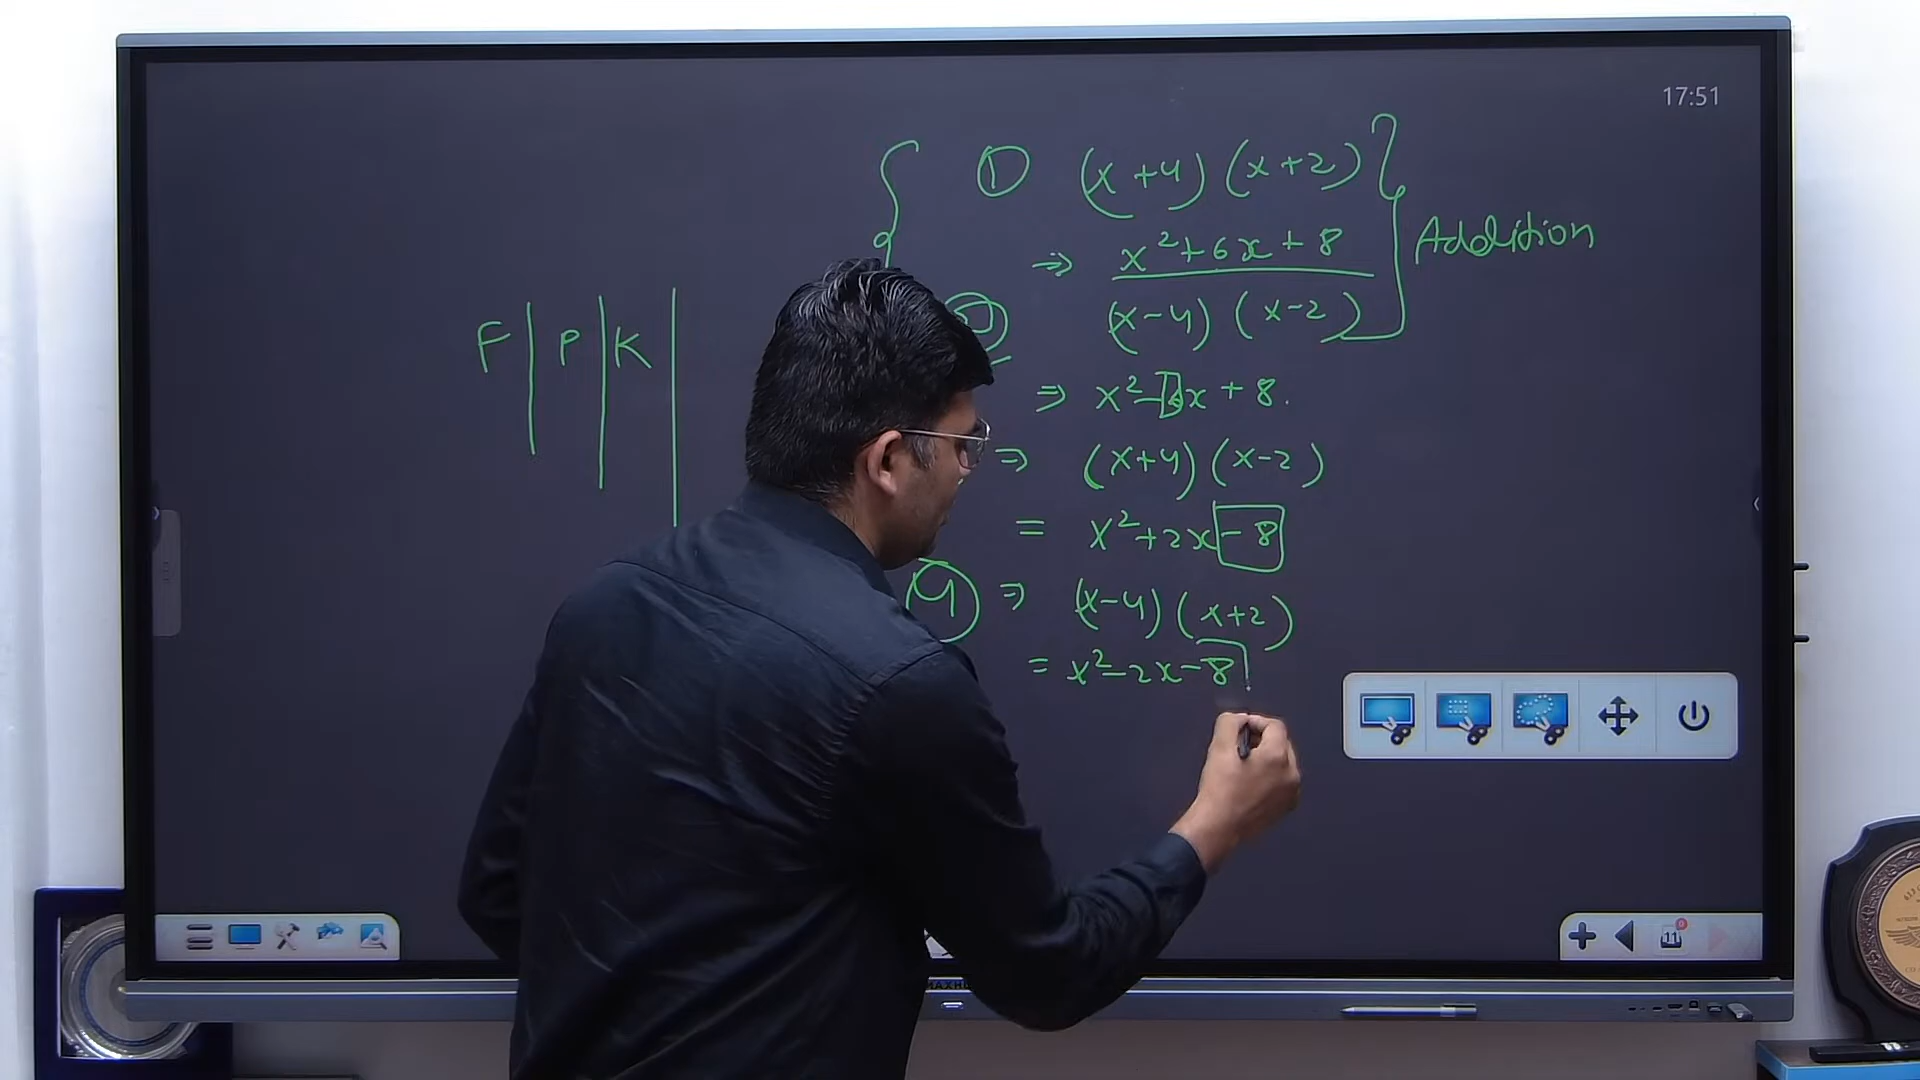 17:51
① (x+4)(x+2)
⇒ x²+6x+8
Addition
(x-4)(x-2)
F | P | K |
⇒ x²-6x+8.
⇒ (x+4)(x-2)
= x²+2x-8
④ ⇒ (x-4)(x+2)
= x²-2x-8
11